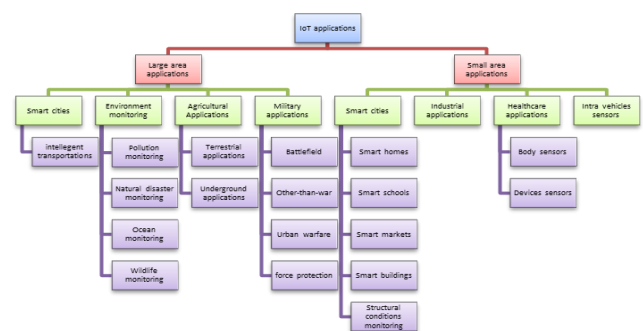 IoT applications
Large area
applications
Small area
applications
Smart cities
Environment
monitoring
Agricultural
Applications
Military
applications
Smart cities
Industrial
applications
Healthcare
applications
Intra vehicles
sensors
intellegent
transportations
Pollution
monitoring
Natural disaster
monitoring
Ocean
monitoring
Wildlife
monitoring
Terrestrial
applications
Underground
applications
Battlefield
Other-than-war
Urban warfare
force protection
Smart homes
Smart schools
Smart markets
Smart buildings
Structural
conditions
monitoring
Body sensors
Devices sensors